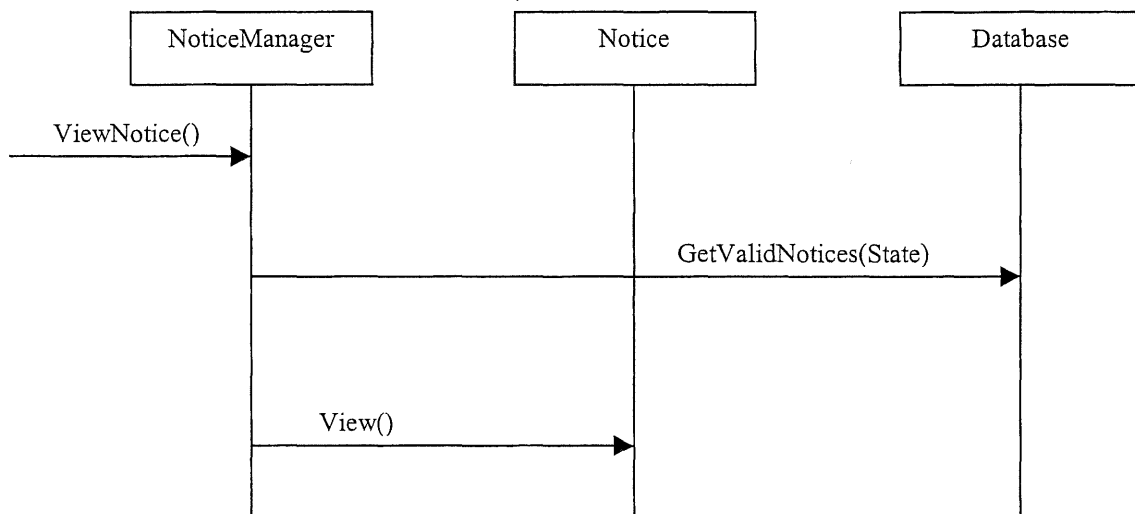 NoticeManager
Notice
Database
ViewNotice()
GetValidNotices(State)
View()